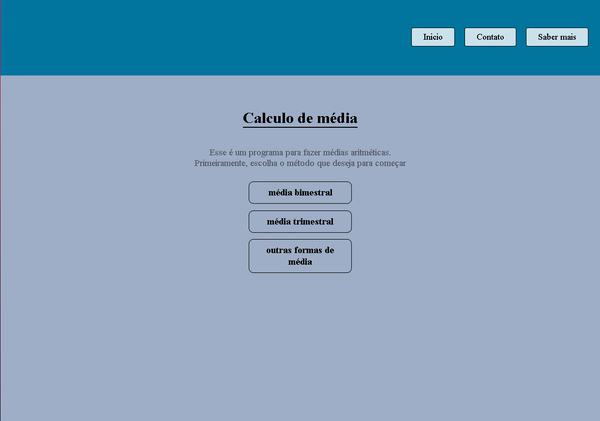 Inicio Contato Saber mais
Calculo de média
Esse é um programa para fazer médias aritméticas.
Primeiramente, escolha o método que deseja para começar
média bimestral
média trimestral
outras formas de
média